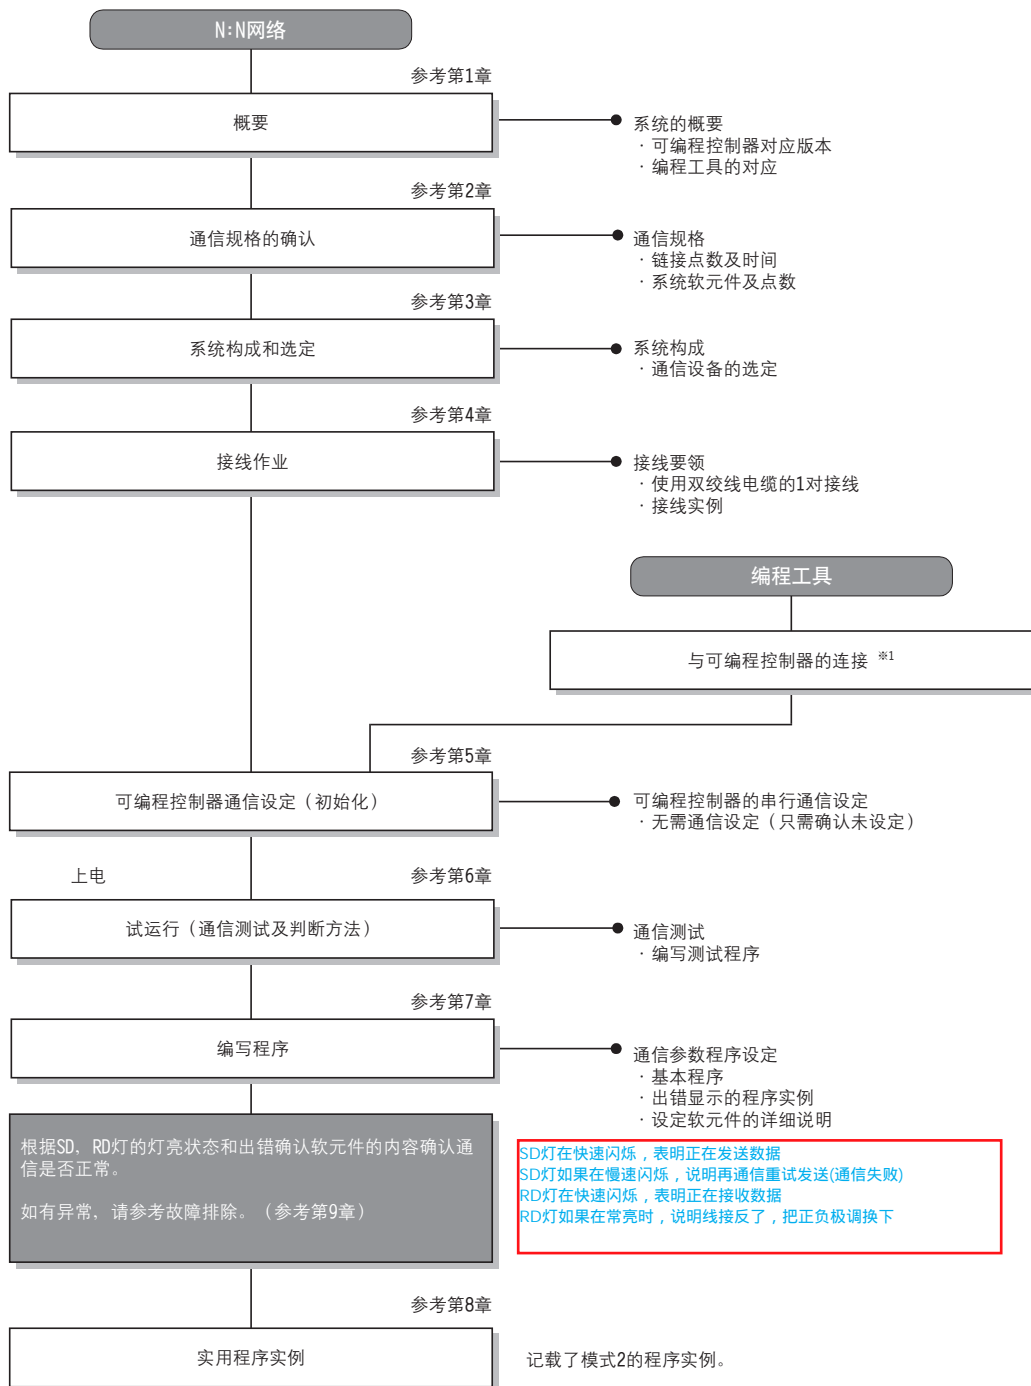 N:N网络
参考第1章
概要
系统的概要
· 可编程控制器对应版本
· 编程工具的对应
参考第2章
通信规格的确认
通信规格
· 链接点数及时间
· 系统软元件及点数
参考第3章
系统构成和选定
系统构成
· 通信设备的选定
参考第4章
接线作业
接线要领
· 使用双绞线电缆的1对接线
· 接线实例
编程工具
与可编程控制器的连接 ※1
参考第5章
可编程控制器通信设定（初始化）
可编程控制器的串行通信设定
· 无需通信设定（只需确认未设定）
上电
参考第6章
试运行（通信测试及判断方法）
通信测试
· 编写测试程序
参考第7章
编写程序
通信参数程序设定
· 基本程序
· 出错显示的程序实例
· 设定软元件的详细说明
根据SD，RD灯的灯亮状态和出错确认软元件的内容确认通
信是否正常。
如有异常，请参考故障排除。（参考第9章）
SD灯在快速闪烁，表明正在发送数据
SD灯如果在慢速闪烁，说明再通信重试发送(通信失败)
RD灯在快速闪烁，表明正在接收数据
RD灯如果在常亮时，说明线接反了，把正负极调换下
参考第8章
实用程序实例
记载了模式2的程序实例。